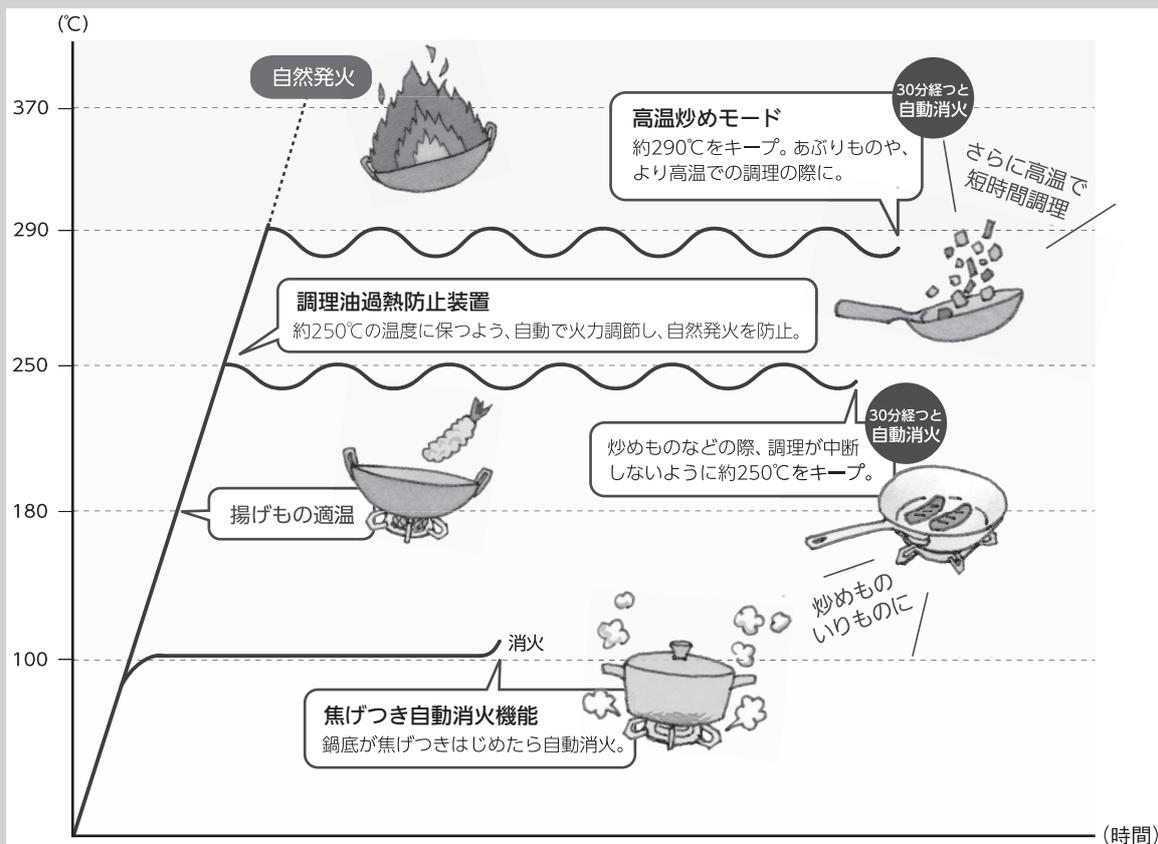 (℃)
自然発火
370
30分経つと
自動消火
高温炒めモード
約290℃をキープ。あぶりものや、
より高温での調理の際に。
さらに高温で
短時間調理
290
調理油過熱防止装置
約250℃の温度に保つよう、自動で火力調節し、自然発火を防止。
250
30分経つと
自動消火
炒めものなどの際、調理が中断
しないように約250℃をキープ。
180
揚げもの適温
炒めもの
いりものに
100
消火
焦げつき自動消火機能
鍋底が焦げつきはじめたら自動消火。
(時間)